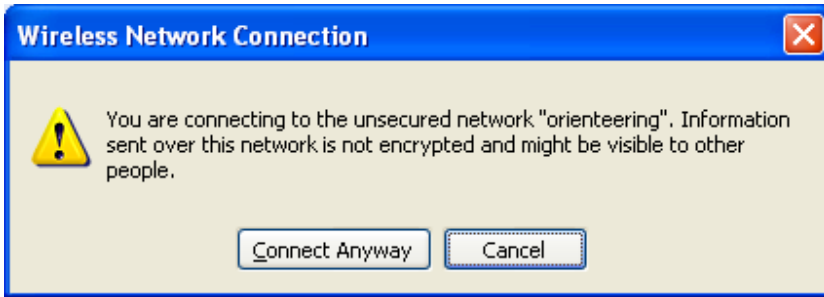 Wireless Network Connection
You are connecting to the unsecured network "orienteering". Information
sent over this network is not encrypted and might be visible to other
people.
Connect Anyway
Cancel